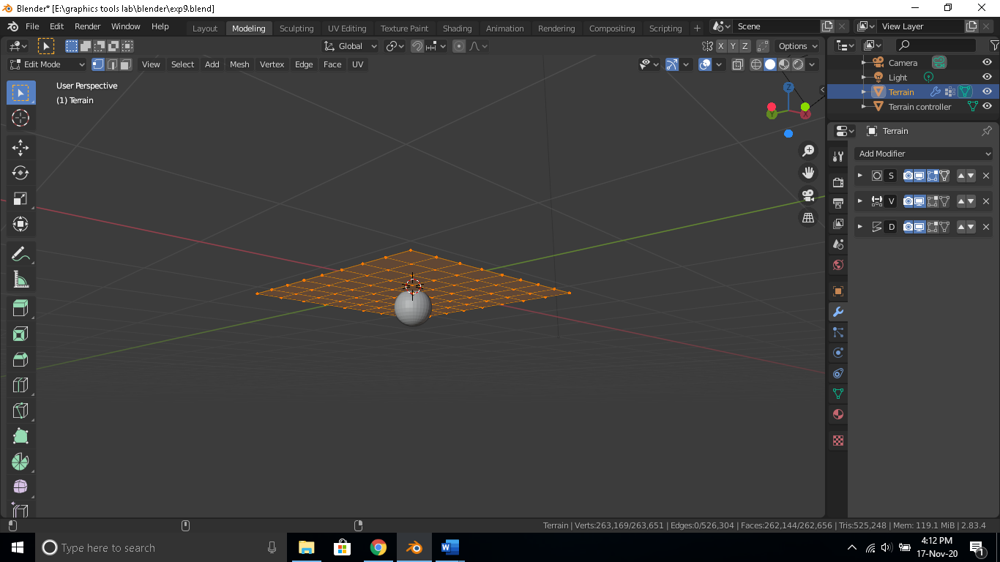 Blender* [E:\graphics tools lab\blender\exp9.blend]
File Edit Render Window Help Layout Modeling Sculpting UV Editing Texture Paint Shading Animation Rendering Compositing Scripting + Scene View Layer
Global X Y Z Options
Edit Mode View Select Add Mesh Vertex Edge Face UV
User Perspective
(1) Terrain
Z
Y X
Camera
Light
Terrain
Terrain controller
Terrain
Add Modifier
S
V
D
Terrain | Verts:263,169/263,651 | Edges:0/526,304 | Faces:262,144/262,656 | Tris:525,248 | Mem: 119.1 MiB | 2.83.4
Type here to search
W
4:12 PM
17-Nov-20
1